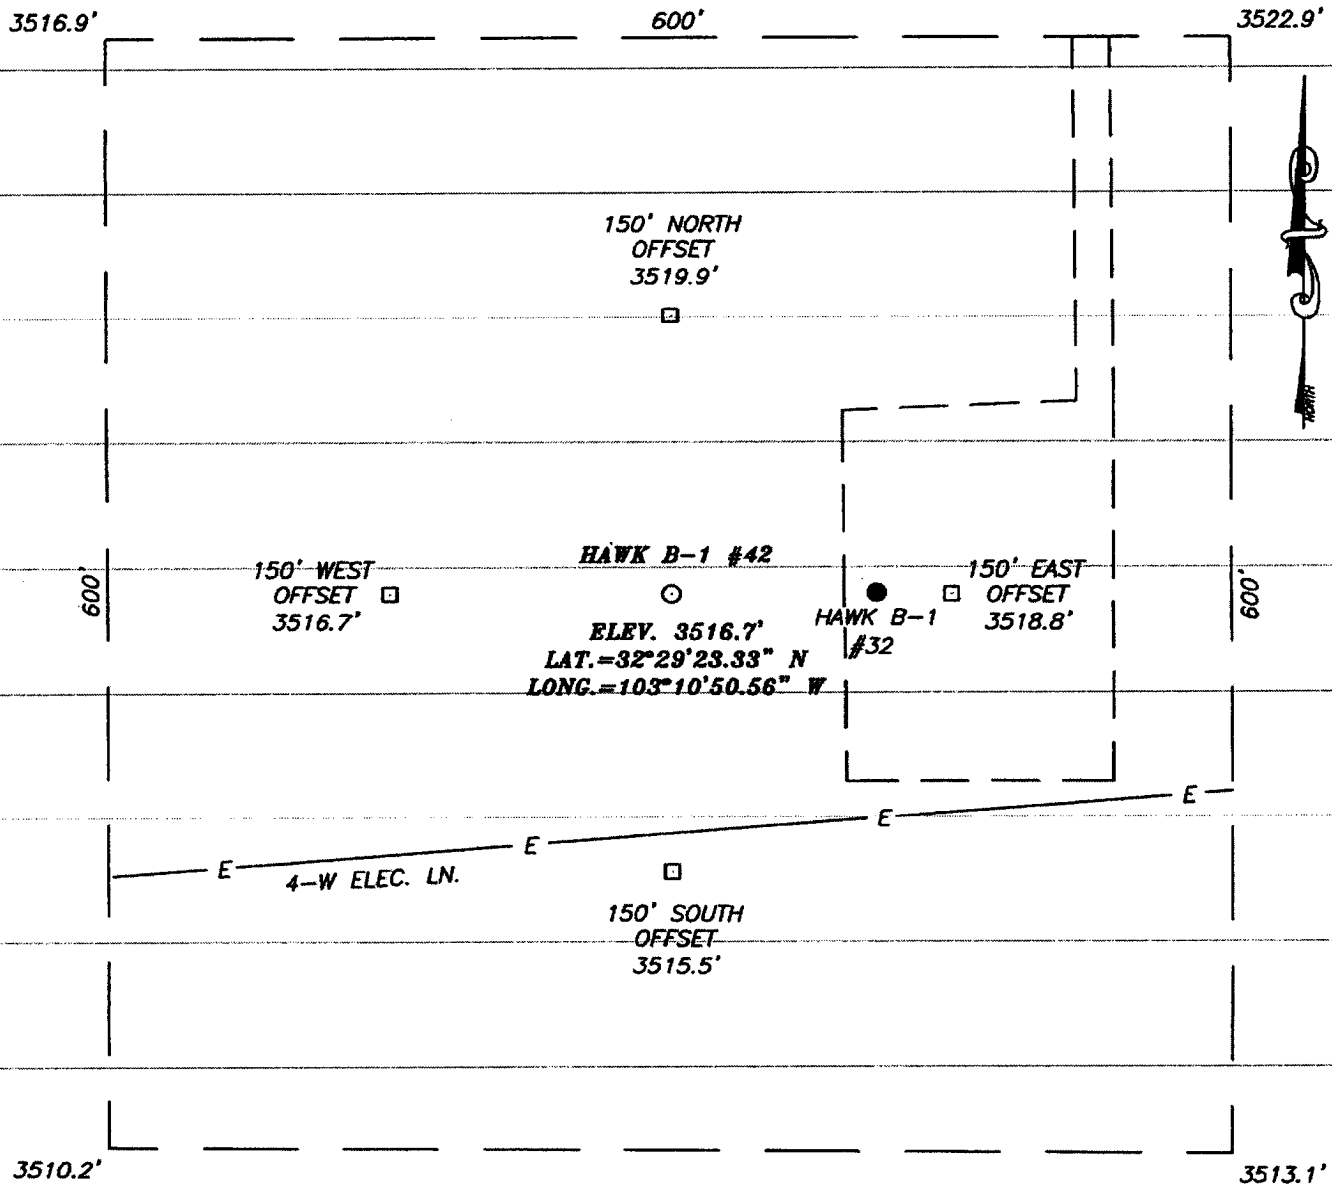 3516.9'
600'
3522.9'
NORTH
150' NORTH
OFFSET
3519.9'
HAWK B-1 #42
150' WEST
OFFSET
3516.7'
600'
ELEV. 3516.7'
LAT.=32°29'23.33" N
LONG.=103°10'50.56" W
HAWK B-1
#32
150' EAST
OFFSET
3518.8'
600'
E
E
E
E
4-W ELEC. LN.
150' SOUTH
OFFSET
3515.5'
3510.2'
3513.1'